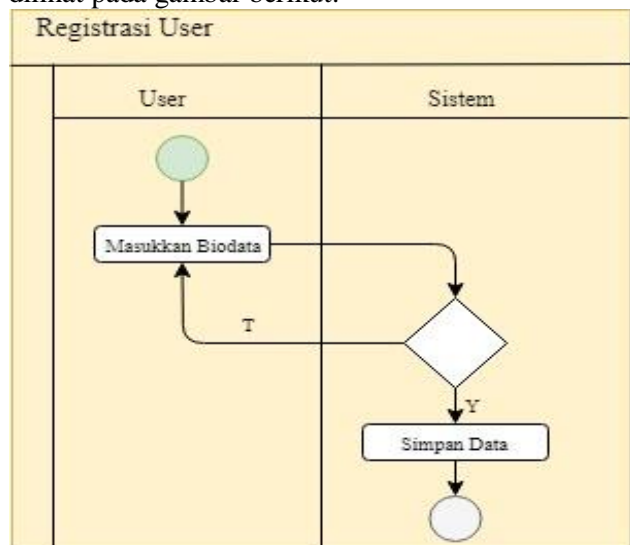 dilihat pada gambar berikut.
Registrasi User
User
Sistem
Masukkan Biodata
T
Y
Simpan Data